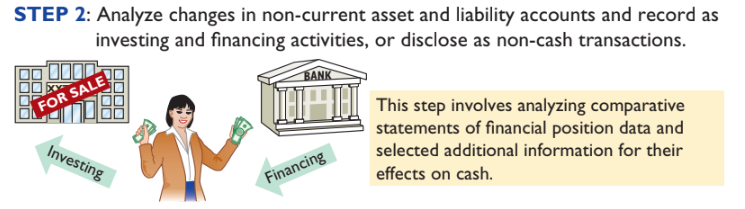 STEP 2: Analyze changes in non-current asset and liability accounts and record as
investing and financing activities, or disclose as non-cash transactions.
XY
FOR SALE
BANK
This step involves analyzing comparative
statements of financial position data and
selected additional information for their
effects on cash.
Investing
Financing